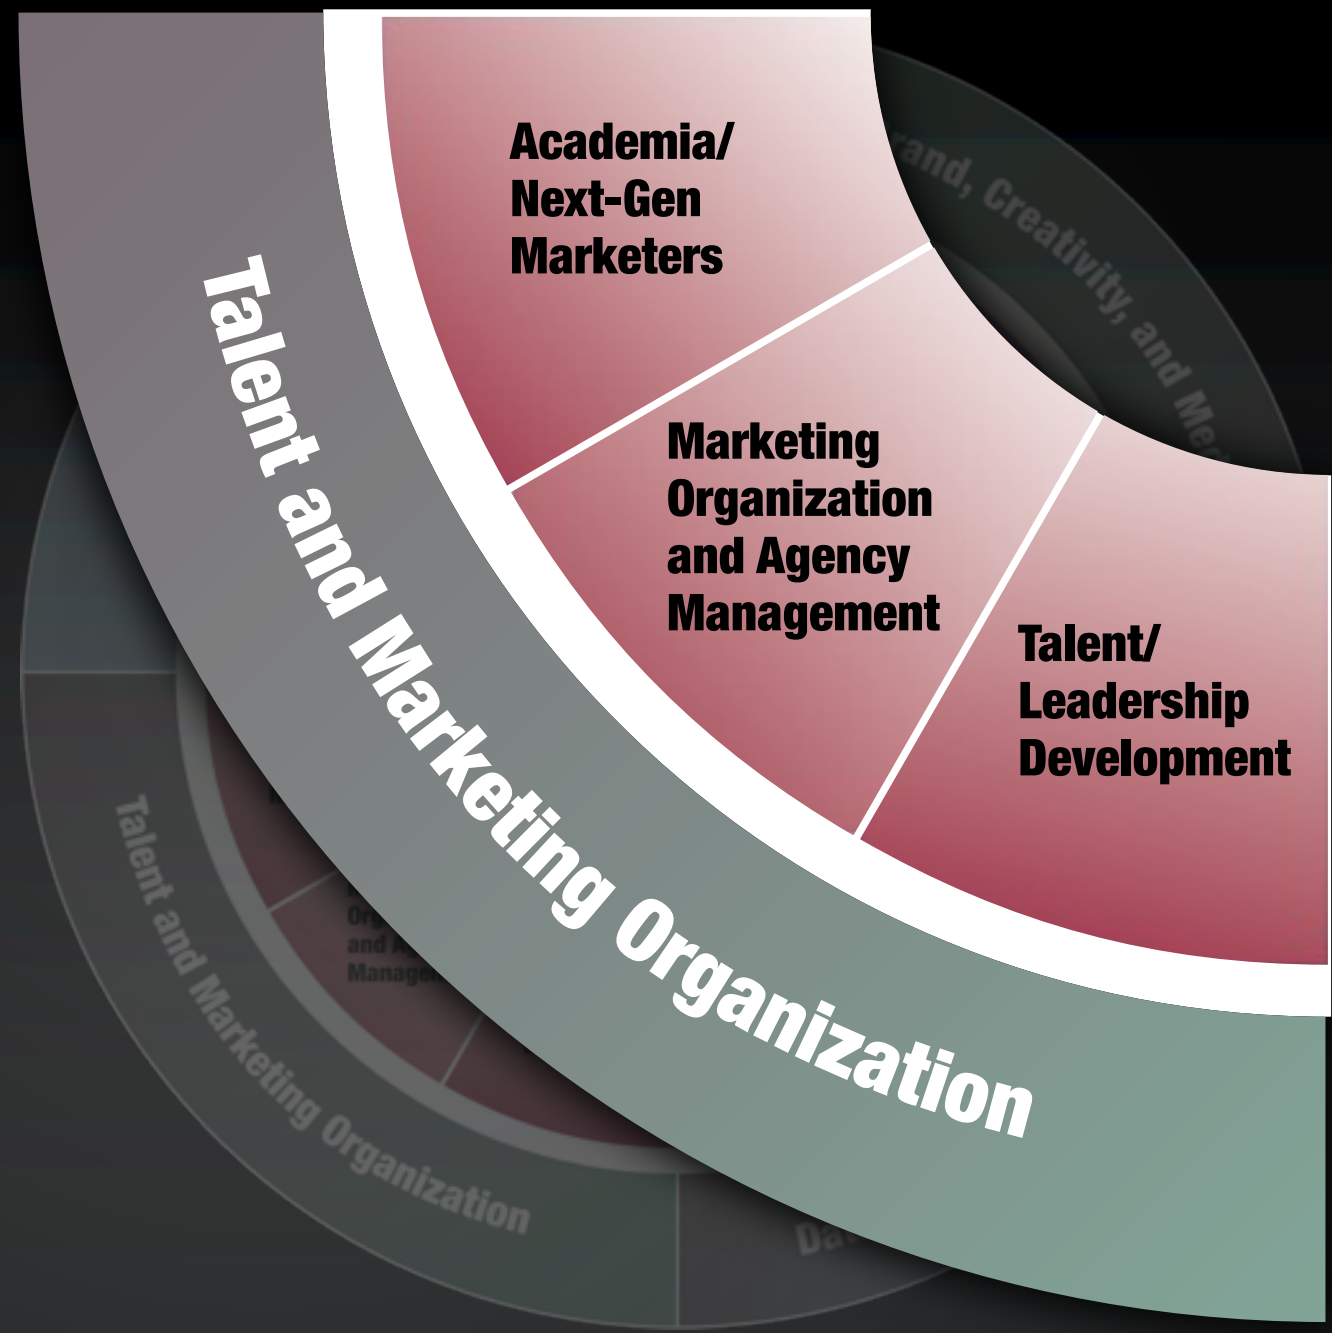 Academia/
Next-Gen
Marketers
Marketing
Organization
and Agency
Management
Talent/
Leadership
Development
Talent and Marketing Organization
Creativity, and
Talent and Marketing Organization
and